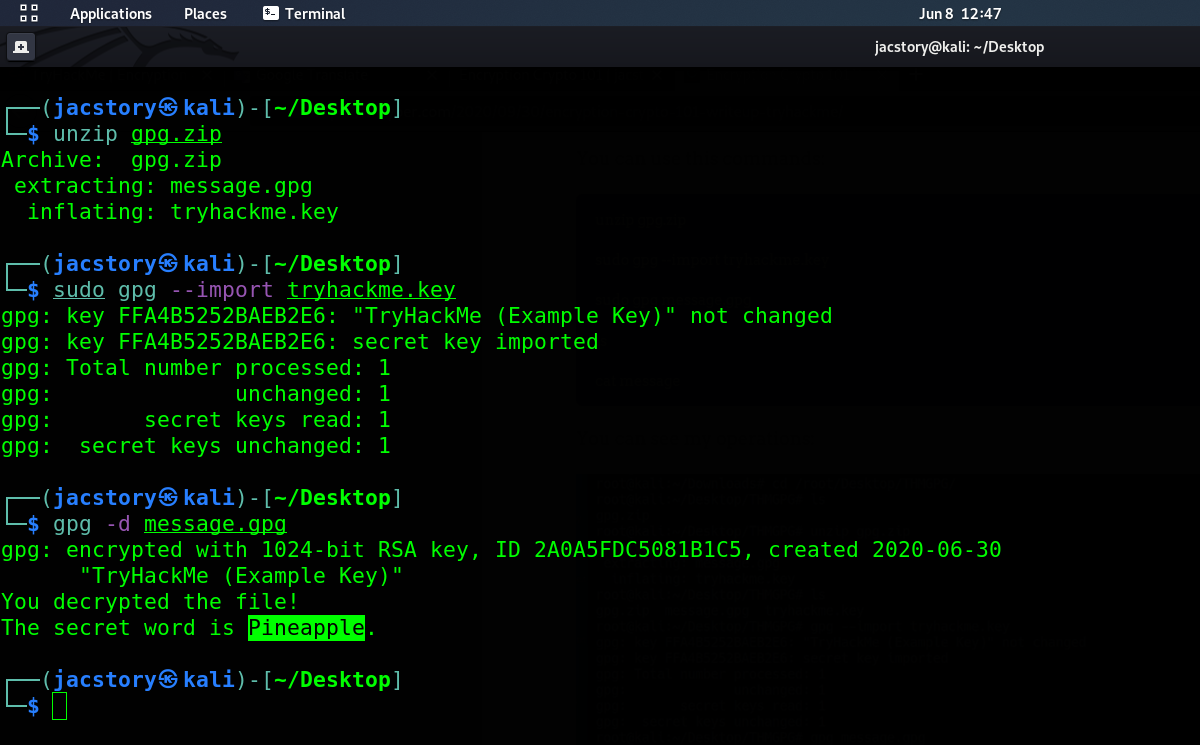 Applications Places Terminal Jun 8 12:47
jacstory@kali: ~/Desktop
┌──(jacstory㉿kali)-[~/Desktop]
└─$ unzip gpg.zip
Archive:  gpg.zip
 extracting: message.gpg
  inflating: tryhackme.key
┌──(jacstory㉿kali)-[~/Desktop]
└─$ sudo gpg --import tryhackme.key
gpg: key FFA4B5252BAEB2E6: "TryHackMe (Example Key)" not changed
gpg: key FFA4B5252BAEB2E6: secret key imported
gpg: Total number processed: 1
gpg:              unchanged: 1
gpg:       secret keys read: 1
gpg:  secret keys unchanged: 1
┌──(jacstory㉿kali)-[~/Desktop]
└─$ gpg -d message.gpg
gpg: encrypted with 1024-bit RSA key, ID 2A0A5FDC5081B1C5, created 2020-06-30
      "TryHackMe (Example Key)"
You decrypted the file!
The secret word is Pineapple.
┌──(jacstory㉿kali)-[~/Desktop]
└─$